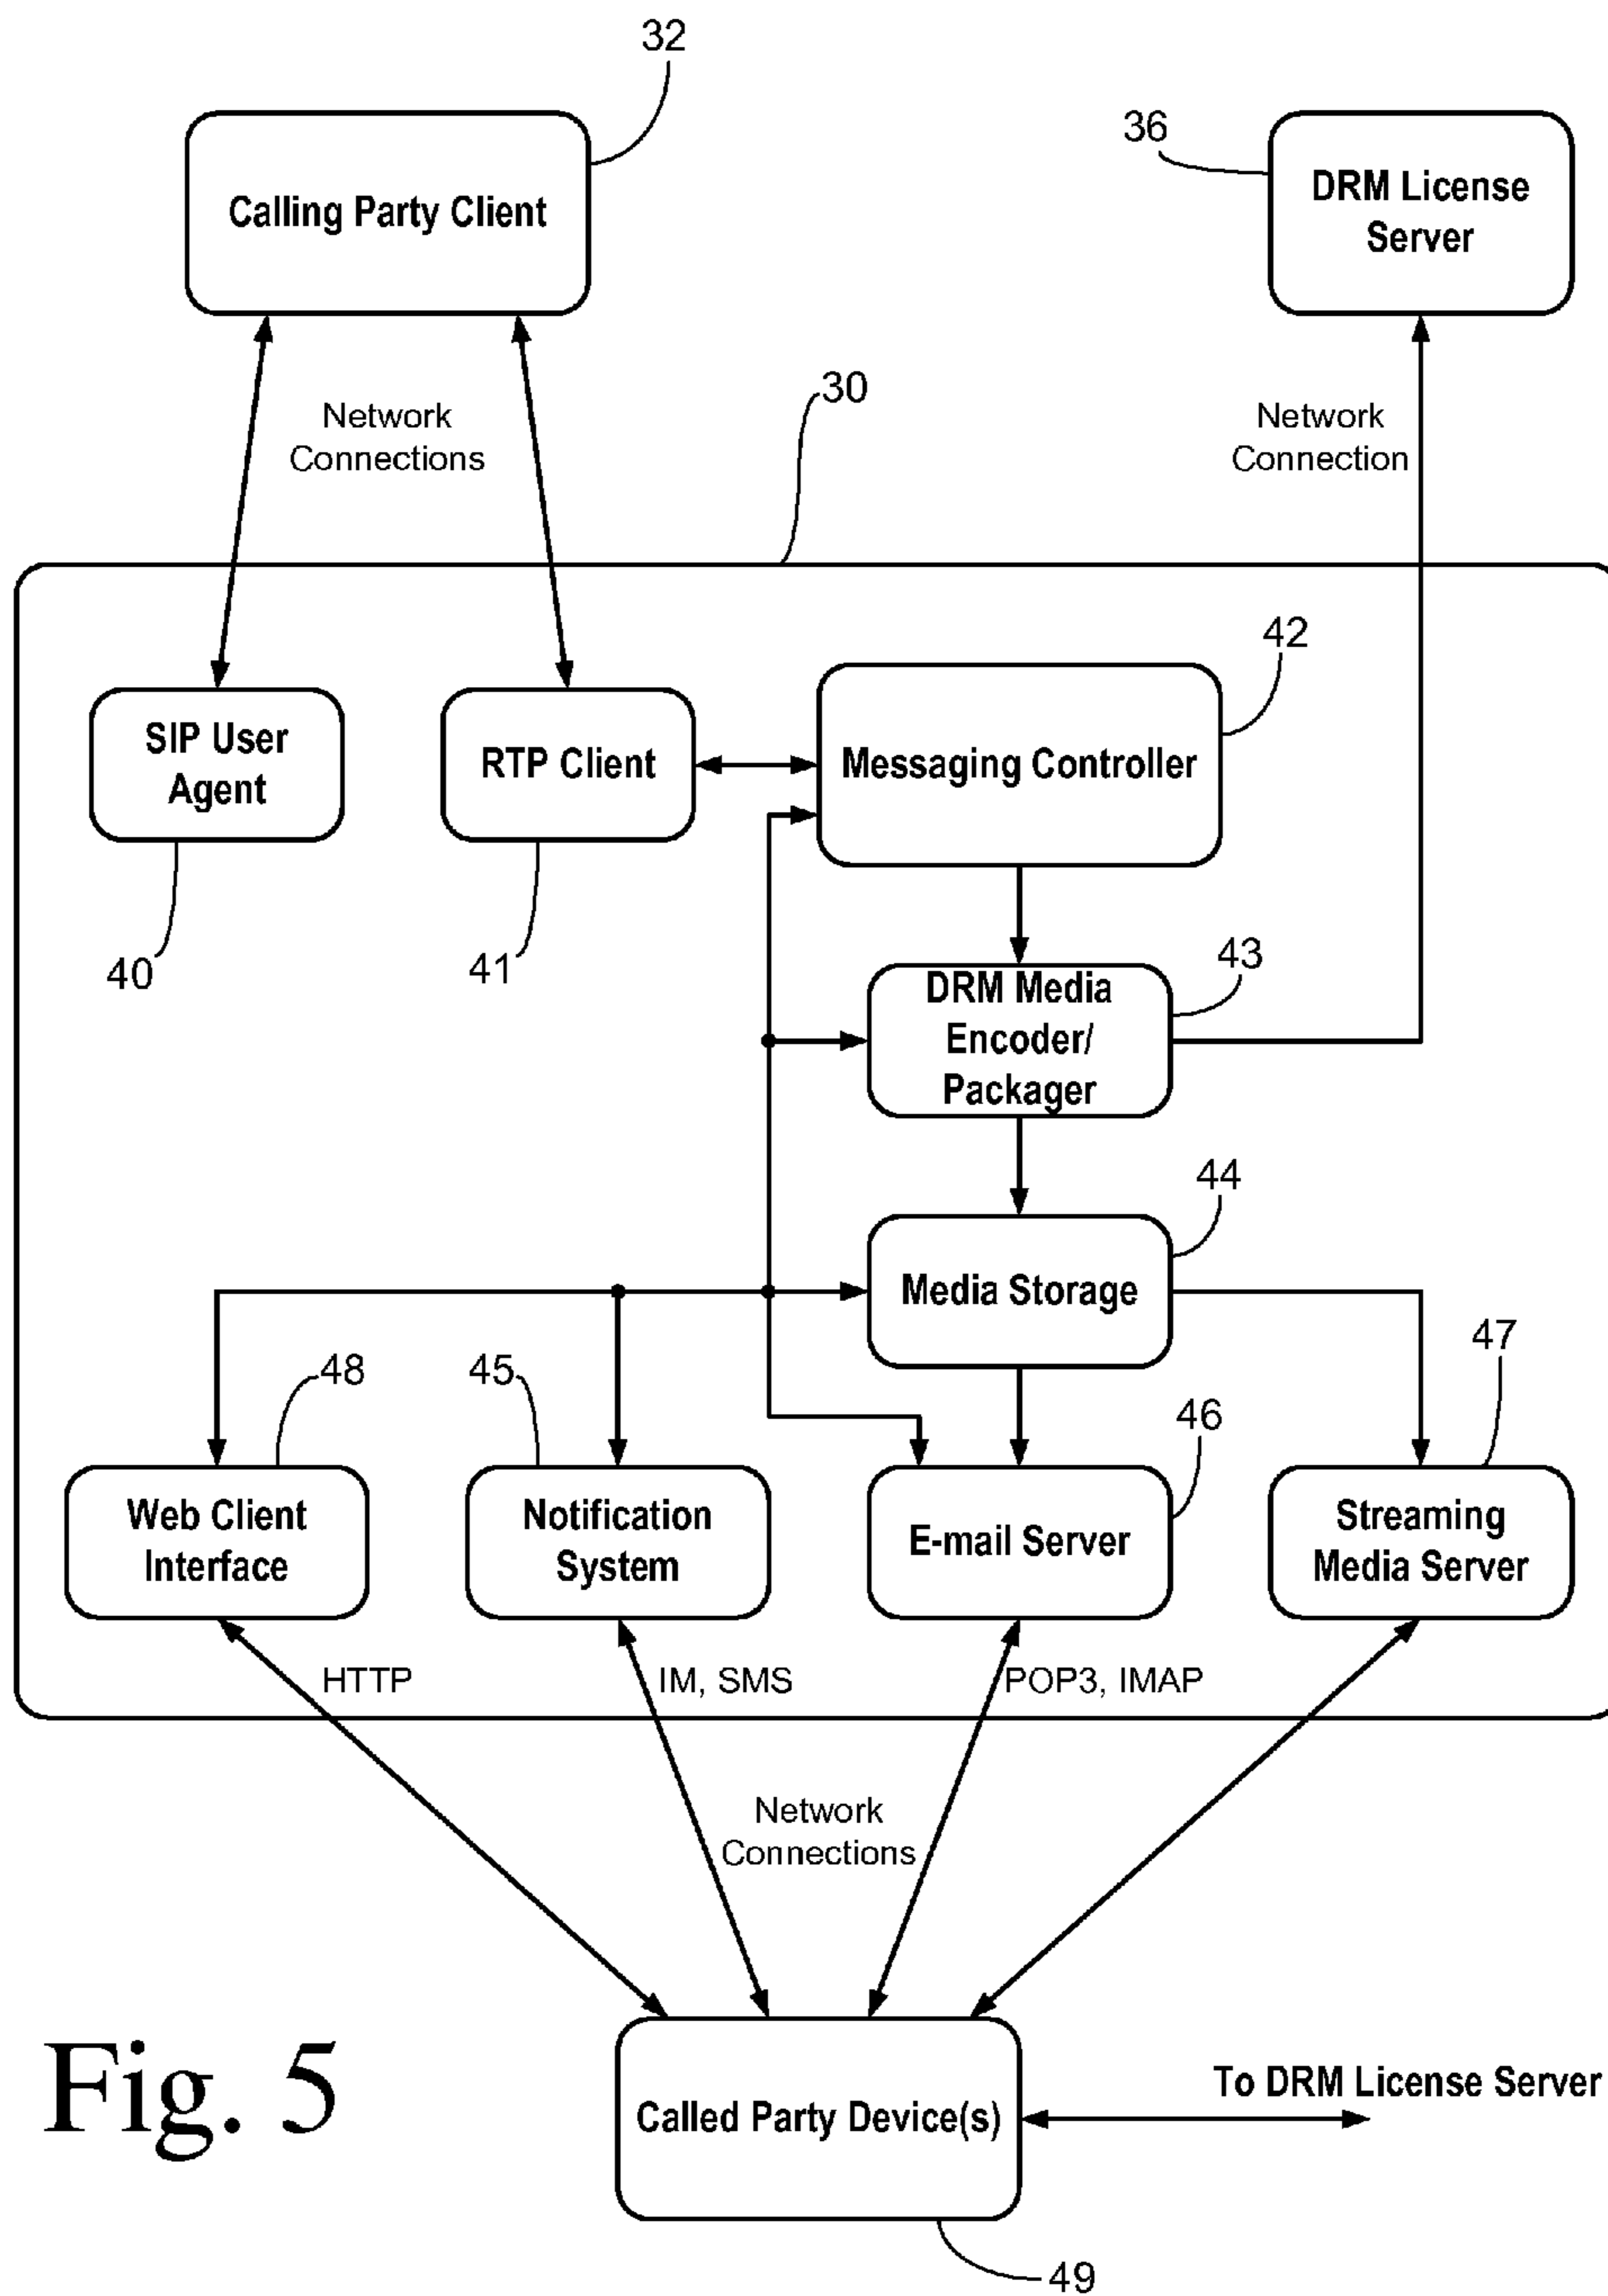 32
36
Calling Party Client
DRM License
Server
30
Network
Connections
Network
Connection
42
SIP User
Agent
RTP Client
Messaging Controller
40
41
43
DRM Media
Encoder/
Packager
44
Media Storage
48
45
46
47
Web Client
Interface
Notification
System
E-mail Server
Streaming
Media Server
HTTP
IM, SMS
POP3, IMAP
Network
Connections
Fig. 5
Called Party Device(s)
To DRM License Server
49